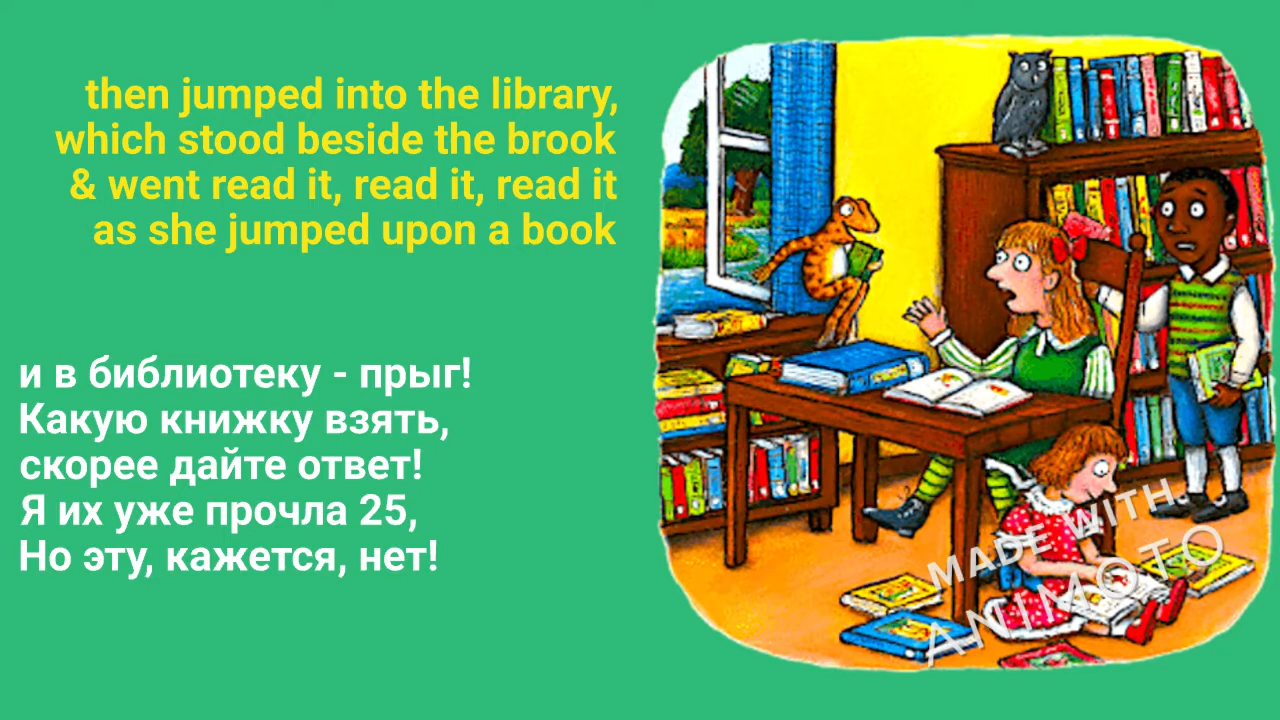 then jumped into the library,
which stood beside the brook
& went read it, read it, read it
as she jumped upon a book
и в библиотеку - прыг!
Какую книжку взять,
скорее дайте ответ!
Я их уже прочла 25,
Но эту, кажется, нет!
MADE WITH
ANIMOTO